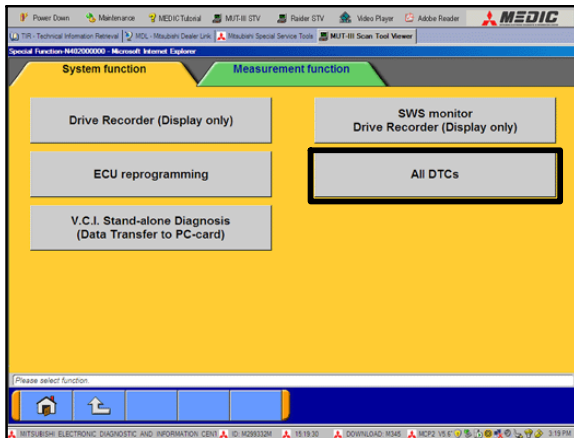 Power Down Maintenance MEDIC Tutorial MUT-III STV Raider STV Video Player Adobe Reader MEDIC
TIR - Technical Information Retrieval MDL - Mitsubishi Dealer Link Mitsubishi Special Service Tools MUT-III Scan Tool Viewer
Special Function-N402000000 - Microsoft Internet Explorer
System function Measurement function
Drive Recorder (Display only)
SWS monitor
Drive Recorder (Display only)
ECU reprogramming
All DTCs
V.C.I. Stand-alone Diagnosis
(Data Transfer to PC-card)
Please select function.
MITSUBISHI ELECTRONIC DIAGNOSTIC AND INFORMATION CENT ID: M289332M 15:19:30 DOWNLOAD: M345 MCP2 3:19 PM